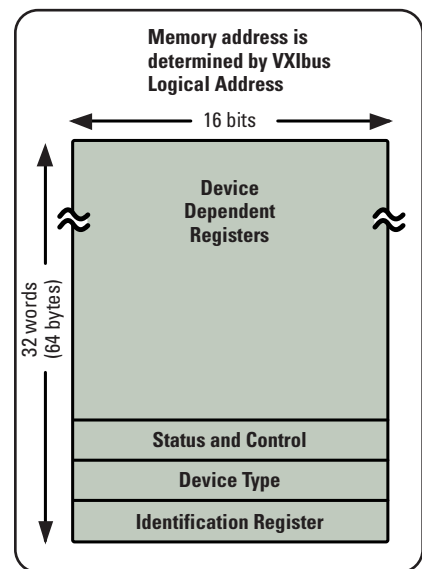 Memory address is
determined by VXIbus
Logical Address
16 bits
Device
Dependent
Registers
32 words
(64 bytes)
Status and Control
Device Type
Identification Register